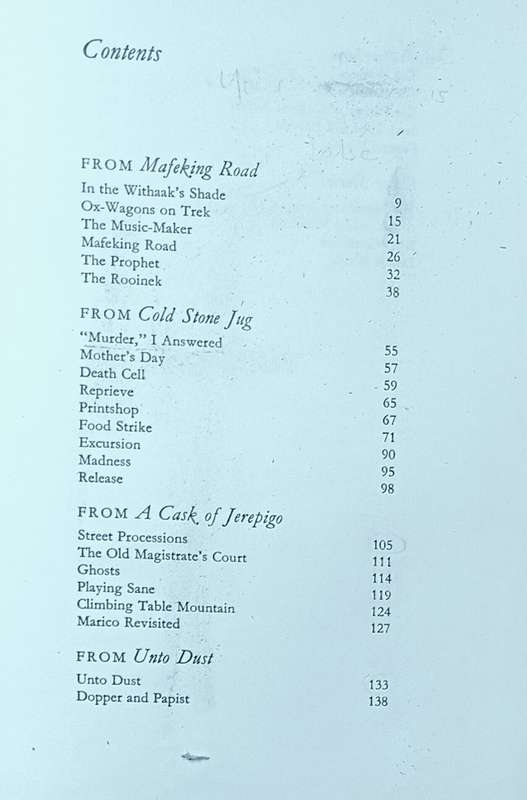 Contents
FROM Mafeking Road
In the Withaak's Shade 9
Ox-Wagons on Trek 15
The Music-Maker 21
Mafeking Road 26
The Prophet 32
The Rooinek 38
FROM Cold Stone Jug
“Murder,” I Answered 55
Mother's Day 57
Death Cell 59
Reprieve 65
Printshop 67
Food Strike 71
Excursion 90
Madness 95
Release 98
FROM A Cask of Jerepigo
Street Processions 105
The Old Magistrate's Court 111
Ghosts 114
Playing Sane 119
Climbing Table Mountain 124
Marico Revisited 127
FROM Unto Dust
Unto Dust 133
Dopper and Papist 138